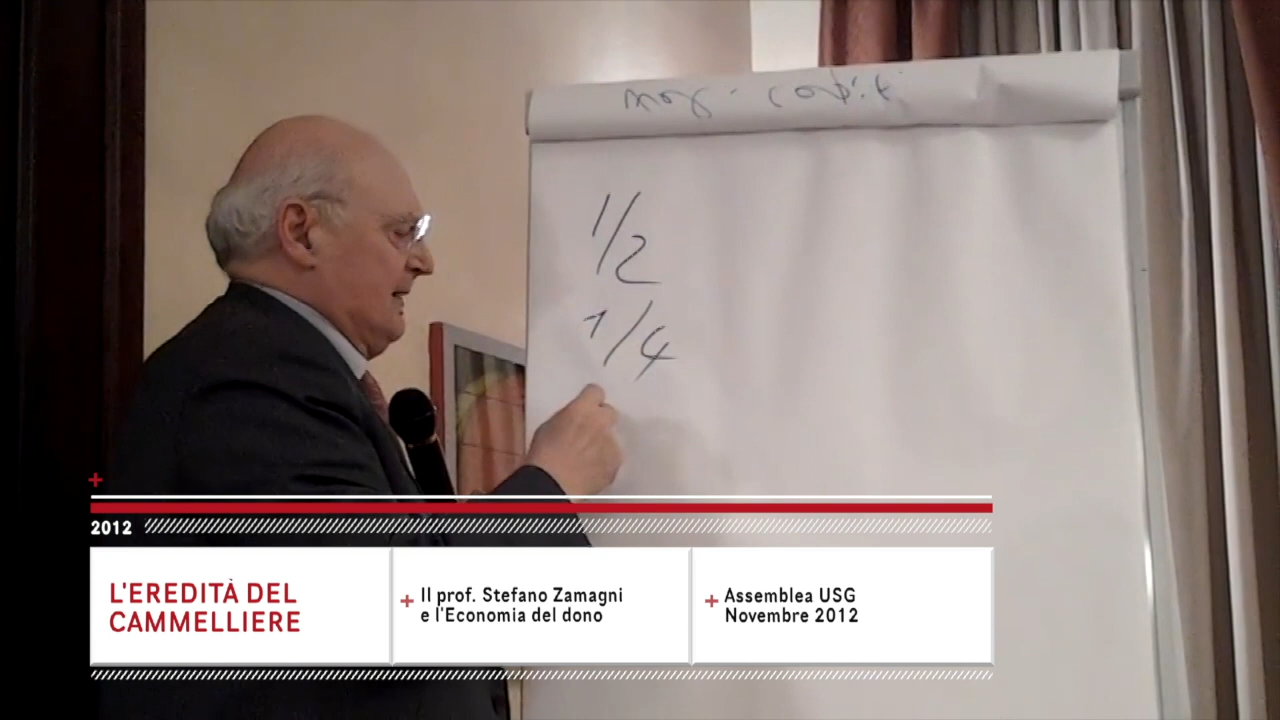 1/2
1/4
2012
L'EREDITÀ DEL
CAMMELLIERE
Il prof. Stefano Zamagni
e l'Economia del dono
Assemblea USG
Novembre 2012